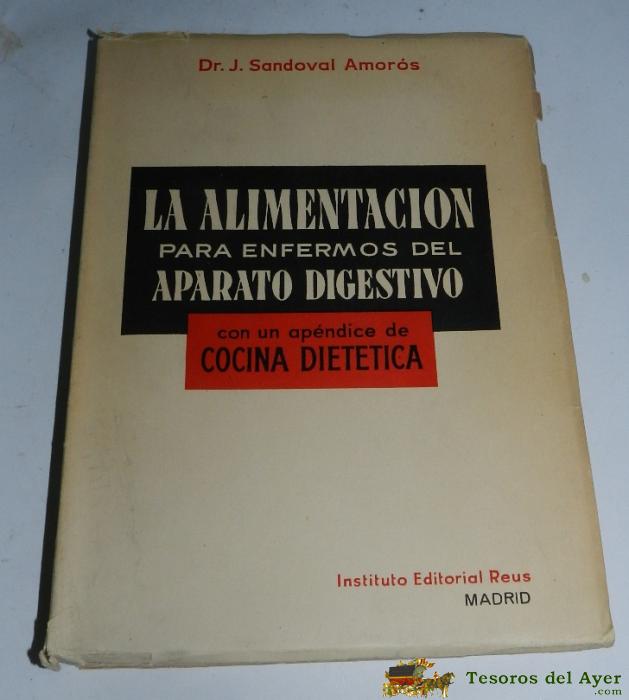 Dr. J. Sandoval Amorós
LA ALIMENTACION
PARA ENFERMOS DEL
APARATO DIGESTIVO
con un apéndice de
COCINA DIETETICA
Instituto Editorial Reus
MADRID
Tesoros del Ayer
.com